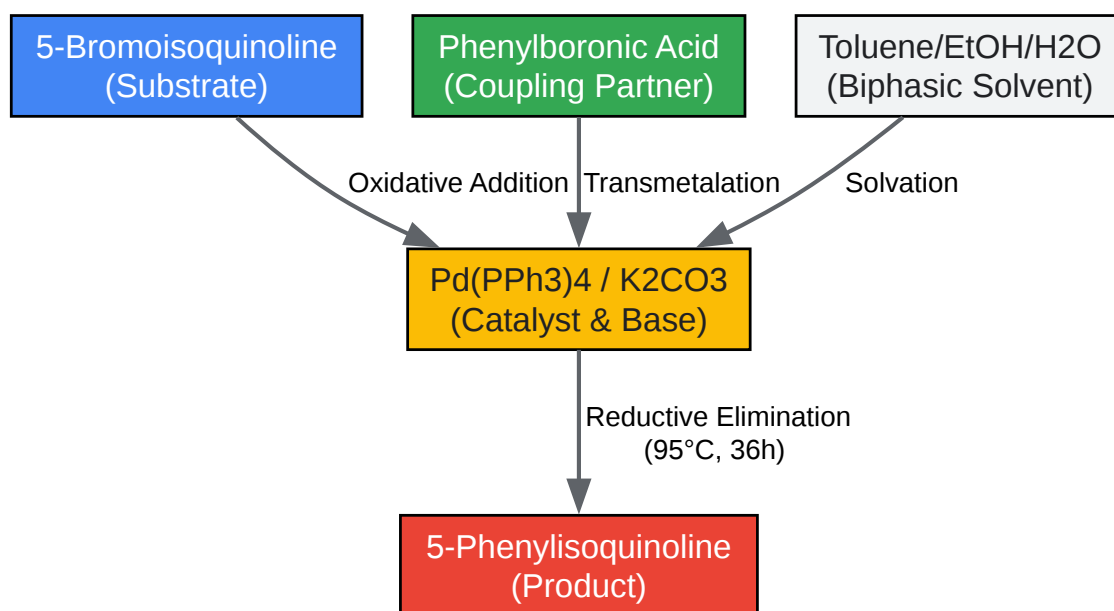 5-Bromoisoquinoline
(Substrate)
Phenylboronic Acid
(Coupling Partner)
Toluene/EtOH/H2O
(Biphasic Solvent)
Oxidative Addition
Transmetalation
Solvation
Pd(PPh3)4 / K2CO3
(Catalyst & Base)
Reductive Elimination
(95°C, 36h)
5-Phenylisoquinoline
(Product)